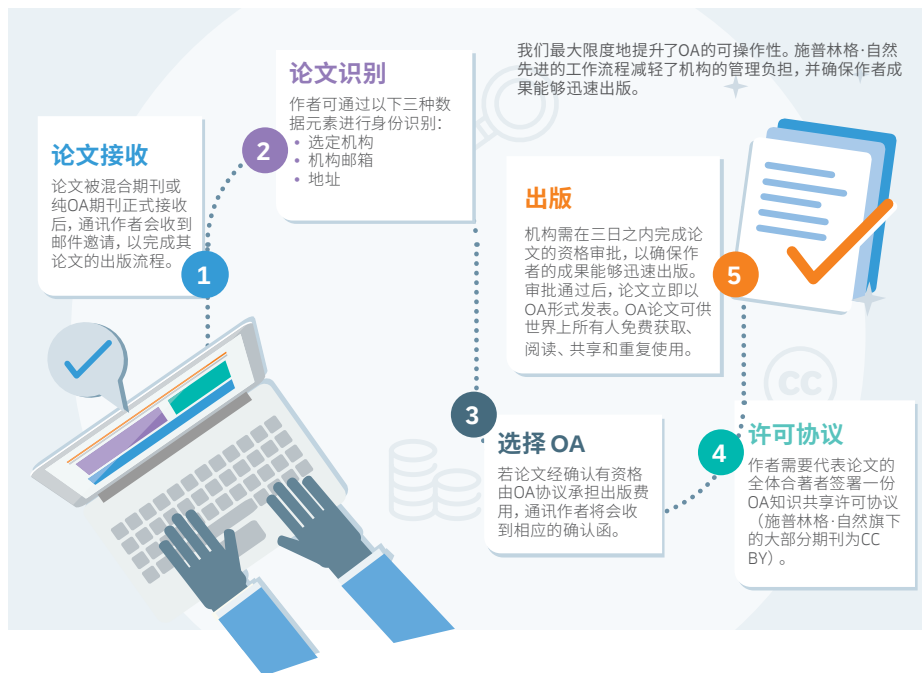 我们最大限度地提升了OA的可操作性。施普林格·自然
先进的工作流程减轻了机构的管理负担，并确保作者成
果能够迅速出版。
论文接收
论文被混合期刊或
纯OA期刊正式接收
后，通讯作者会收到
邮件邀请，以完成其
论文的出版流程。
1
2
论文识别
作者可通过以下三种数
据元素进行身份识别：
• 选定机构
• 机构邮箱
• 地址
3
选择 OA
若论文经确认有资格
由OA协议承担出版费
用，通讯作者将会收
到相应的确认函。
4
许可协议
作者需要代表论文的
全体合著者签署一份
OA知识共享许可协议
（施普林格·自然旗下
的大部分期刊为CC
BY）。
5
出版
机构需在三日之内完成论
文的资格审批，以确保作
者的成果能够迅速出版。
审批通过后，论文立即以
OA形式发表。OA论文可供
世界上所有人免费获取、
阅读、共享和重复使用。
cc